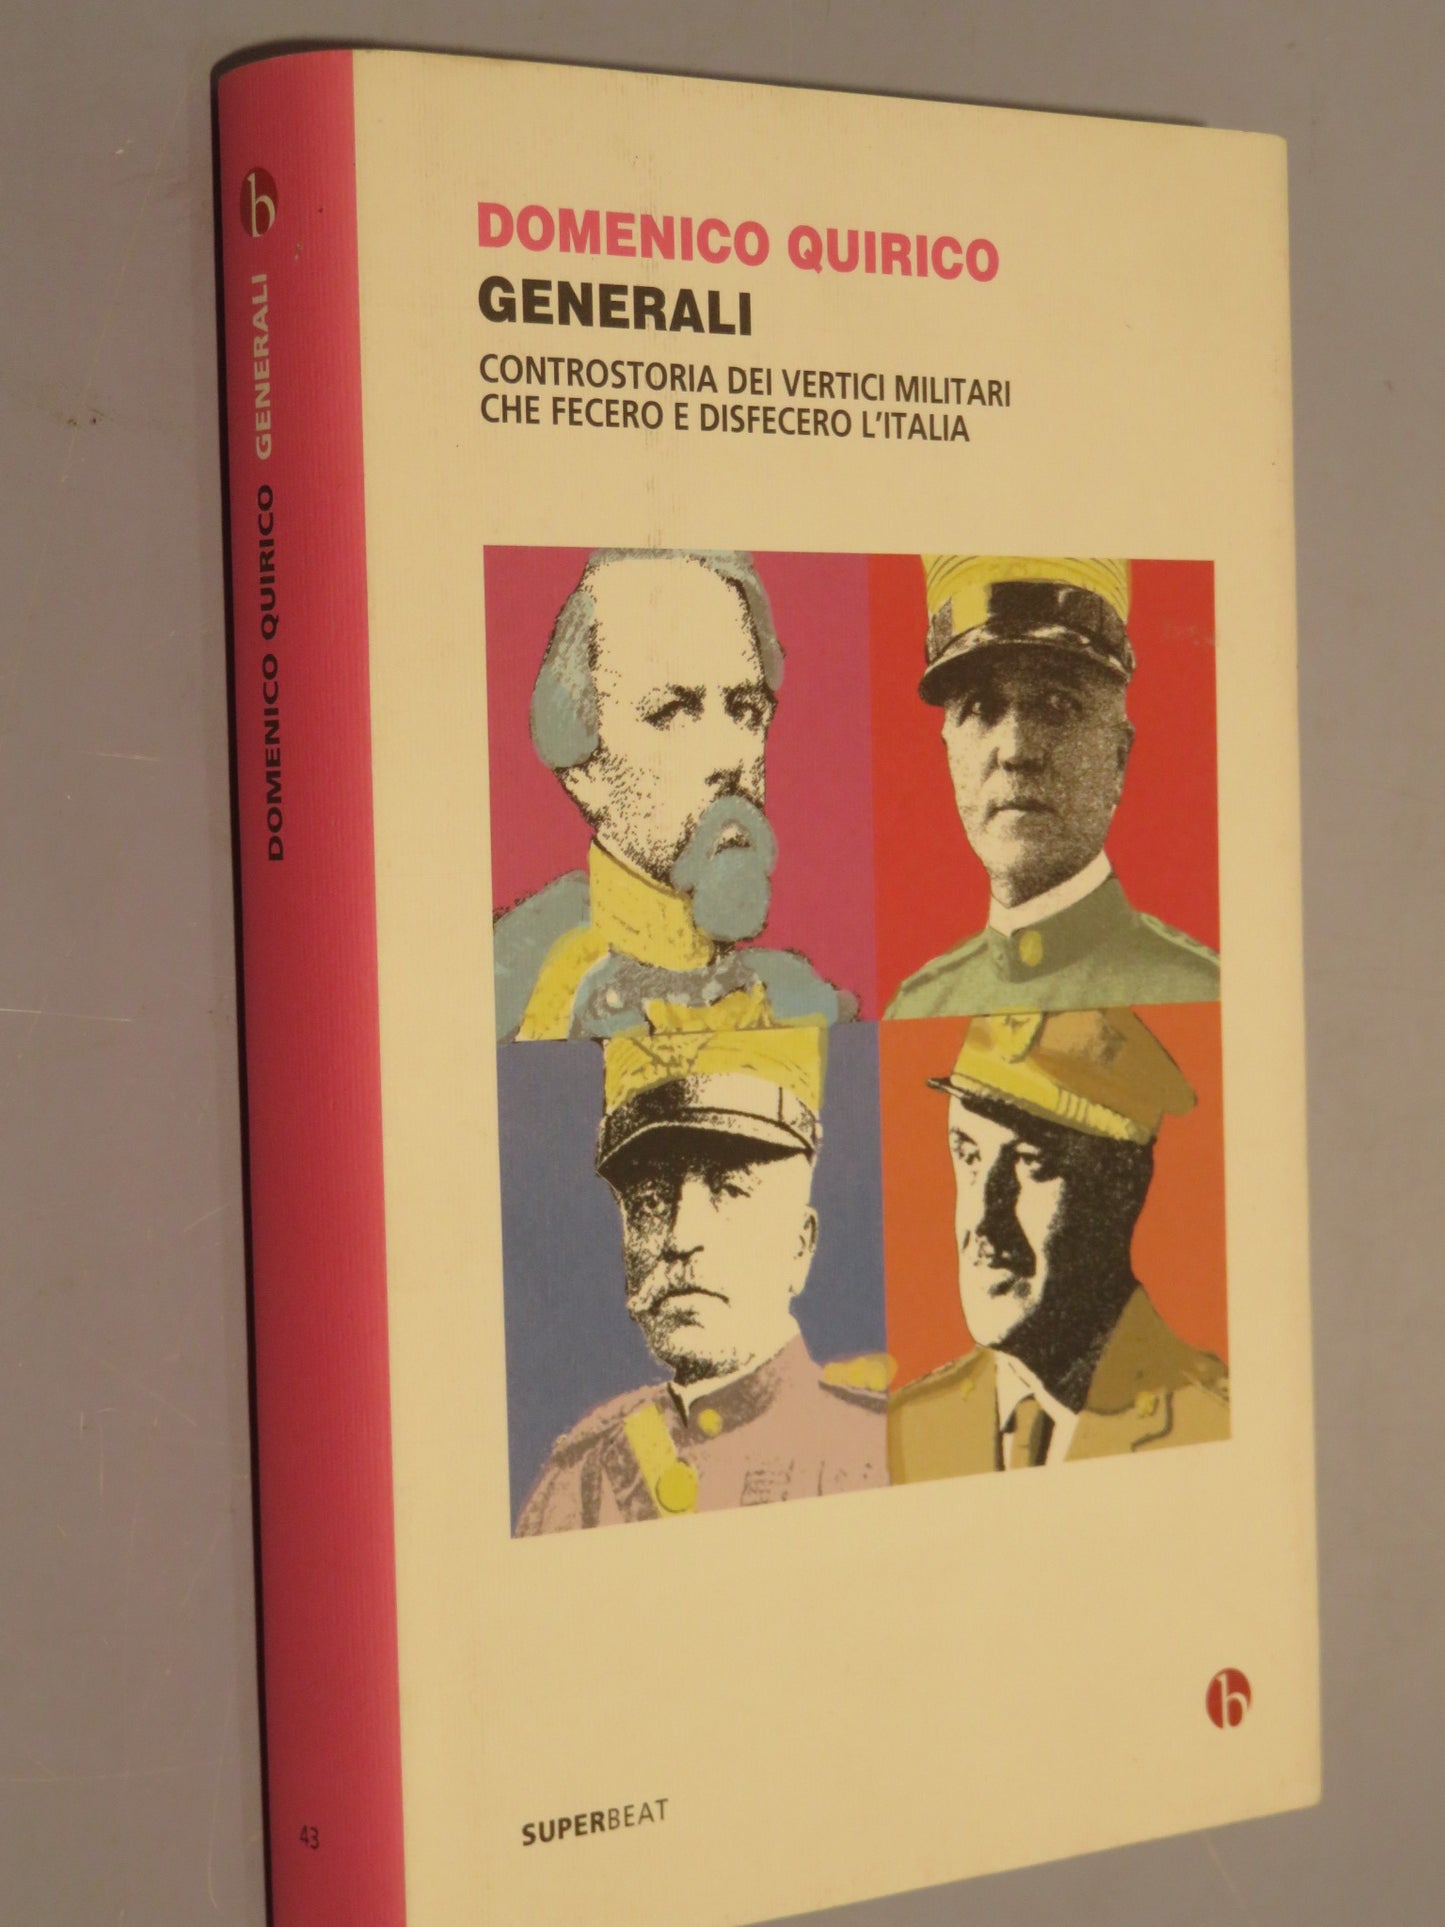 DOMENICO QUIRICO
GENERALI
CONTROSTORIA DEI VERTICI MILITARI
CHE FECERO E DISFECERO L'ITALIA
SUPERBEAT
b
b
DOMENICO QUIRICO GENERALI
43